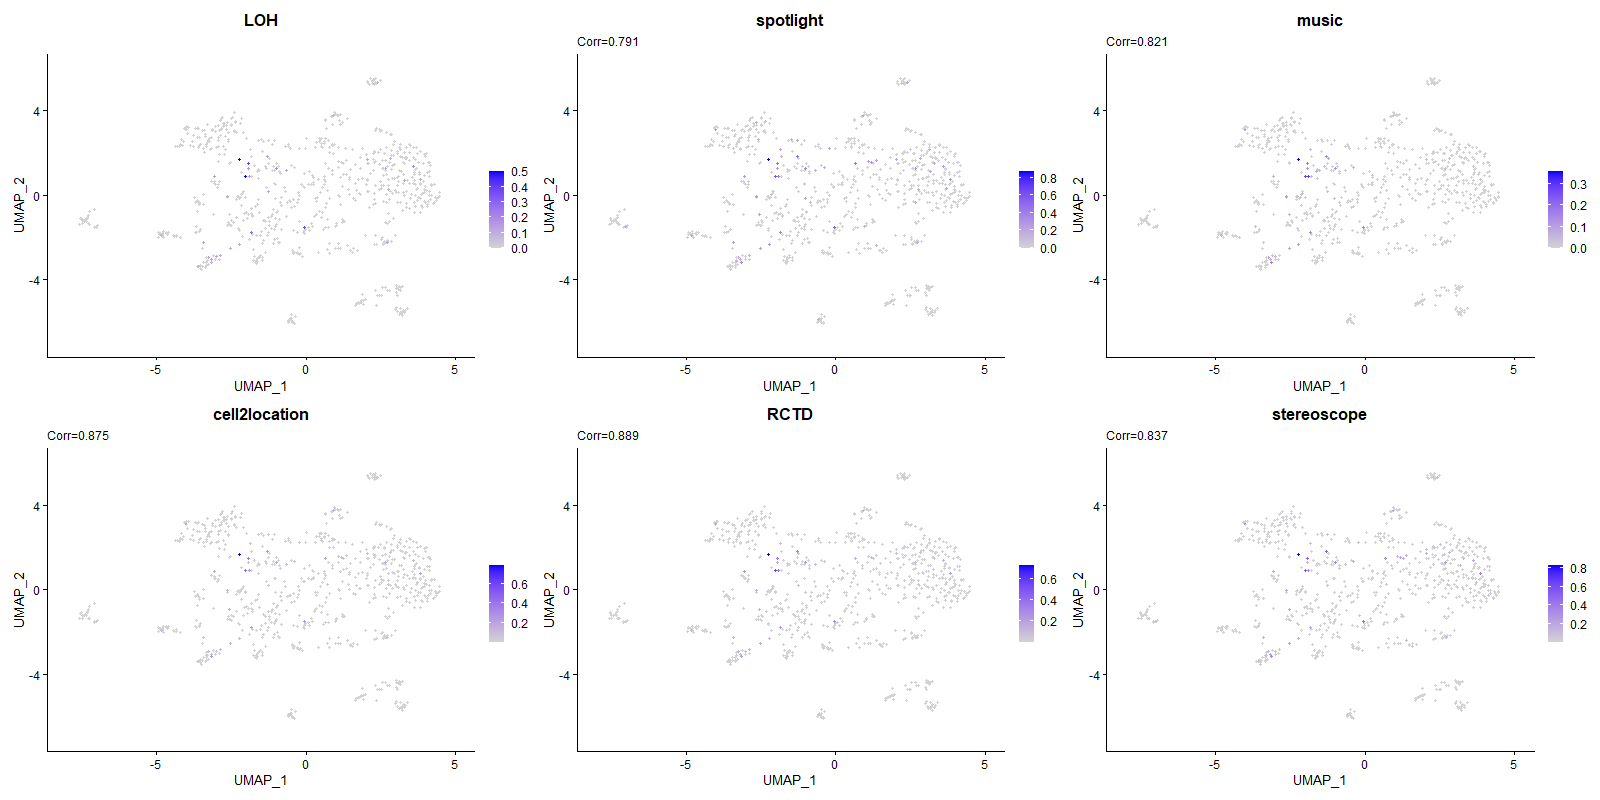 LOH
UMAP_2
4
0
-4
-5
0
5
UMAP_1
0.5
0.4
0.3
0.2
0.1
0.0
spotlight
Corr=0.791
UMAP_2
4
0
-4
-5
0
5
UMAP_1
0.8
0.6
0.4
0.2
0.0
music
Corr=0.821
UMAP_2
4
0
-4
-5
0
5
UMAP_1
0.3
0.2
0.1
0.0
cell2location
Corr=0.875
UMAP_2
4
0
-4
-5
0
5
UMAP_1
0.6
0.4
0.2
RCTD
Corr=0.889
UMAP_2
4
0
-4
-5
0
5
UMAP_1
0.6
0.4
0.2
stereoscope
Corr=0.837
UMAP_2
4
0
-4
-5
0
5
UMAP_1
0.8
0.6
0.4
0.2